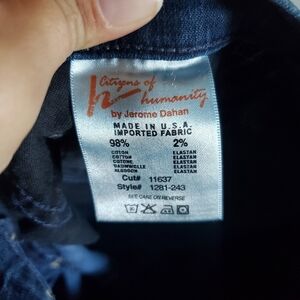 Citizens of
humanity
by Jerome Dahan
MADE IN U.S.A.
IMPORTED FABRIC
98% 2%
COTON ELASTAN
COTTON ELASTAN
COTONE ELASTAN
BAUMWOLLE ELASTAN
ALGODON ELASTAN
Cut# 11637
Style# 1281-243
SEE CARE ON REVERSE